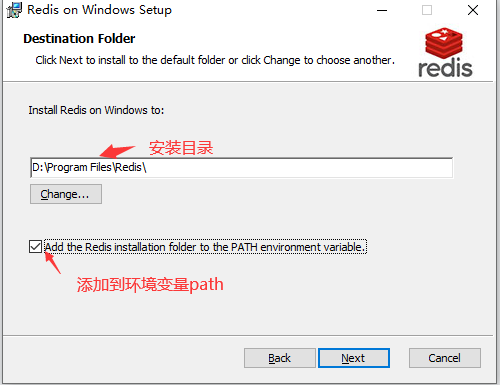 Redis on Windows Setup
Destination Folder
Click Next to install to the default folder or click Change to choose another.
redis
Install Redis on Windows to:
安装目录
D:\Program Files\Redis\
Change...
Add the Redis installation folder to the PATH environment variable.
添加到环境变量path
Back
Next
Cancel